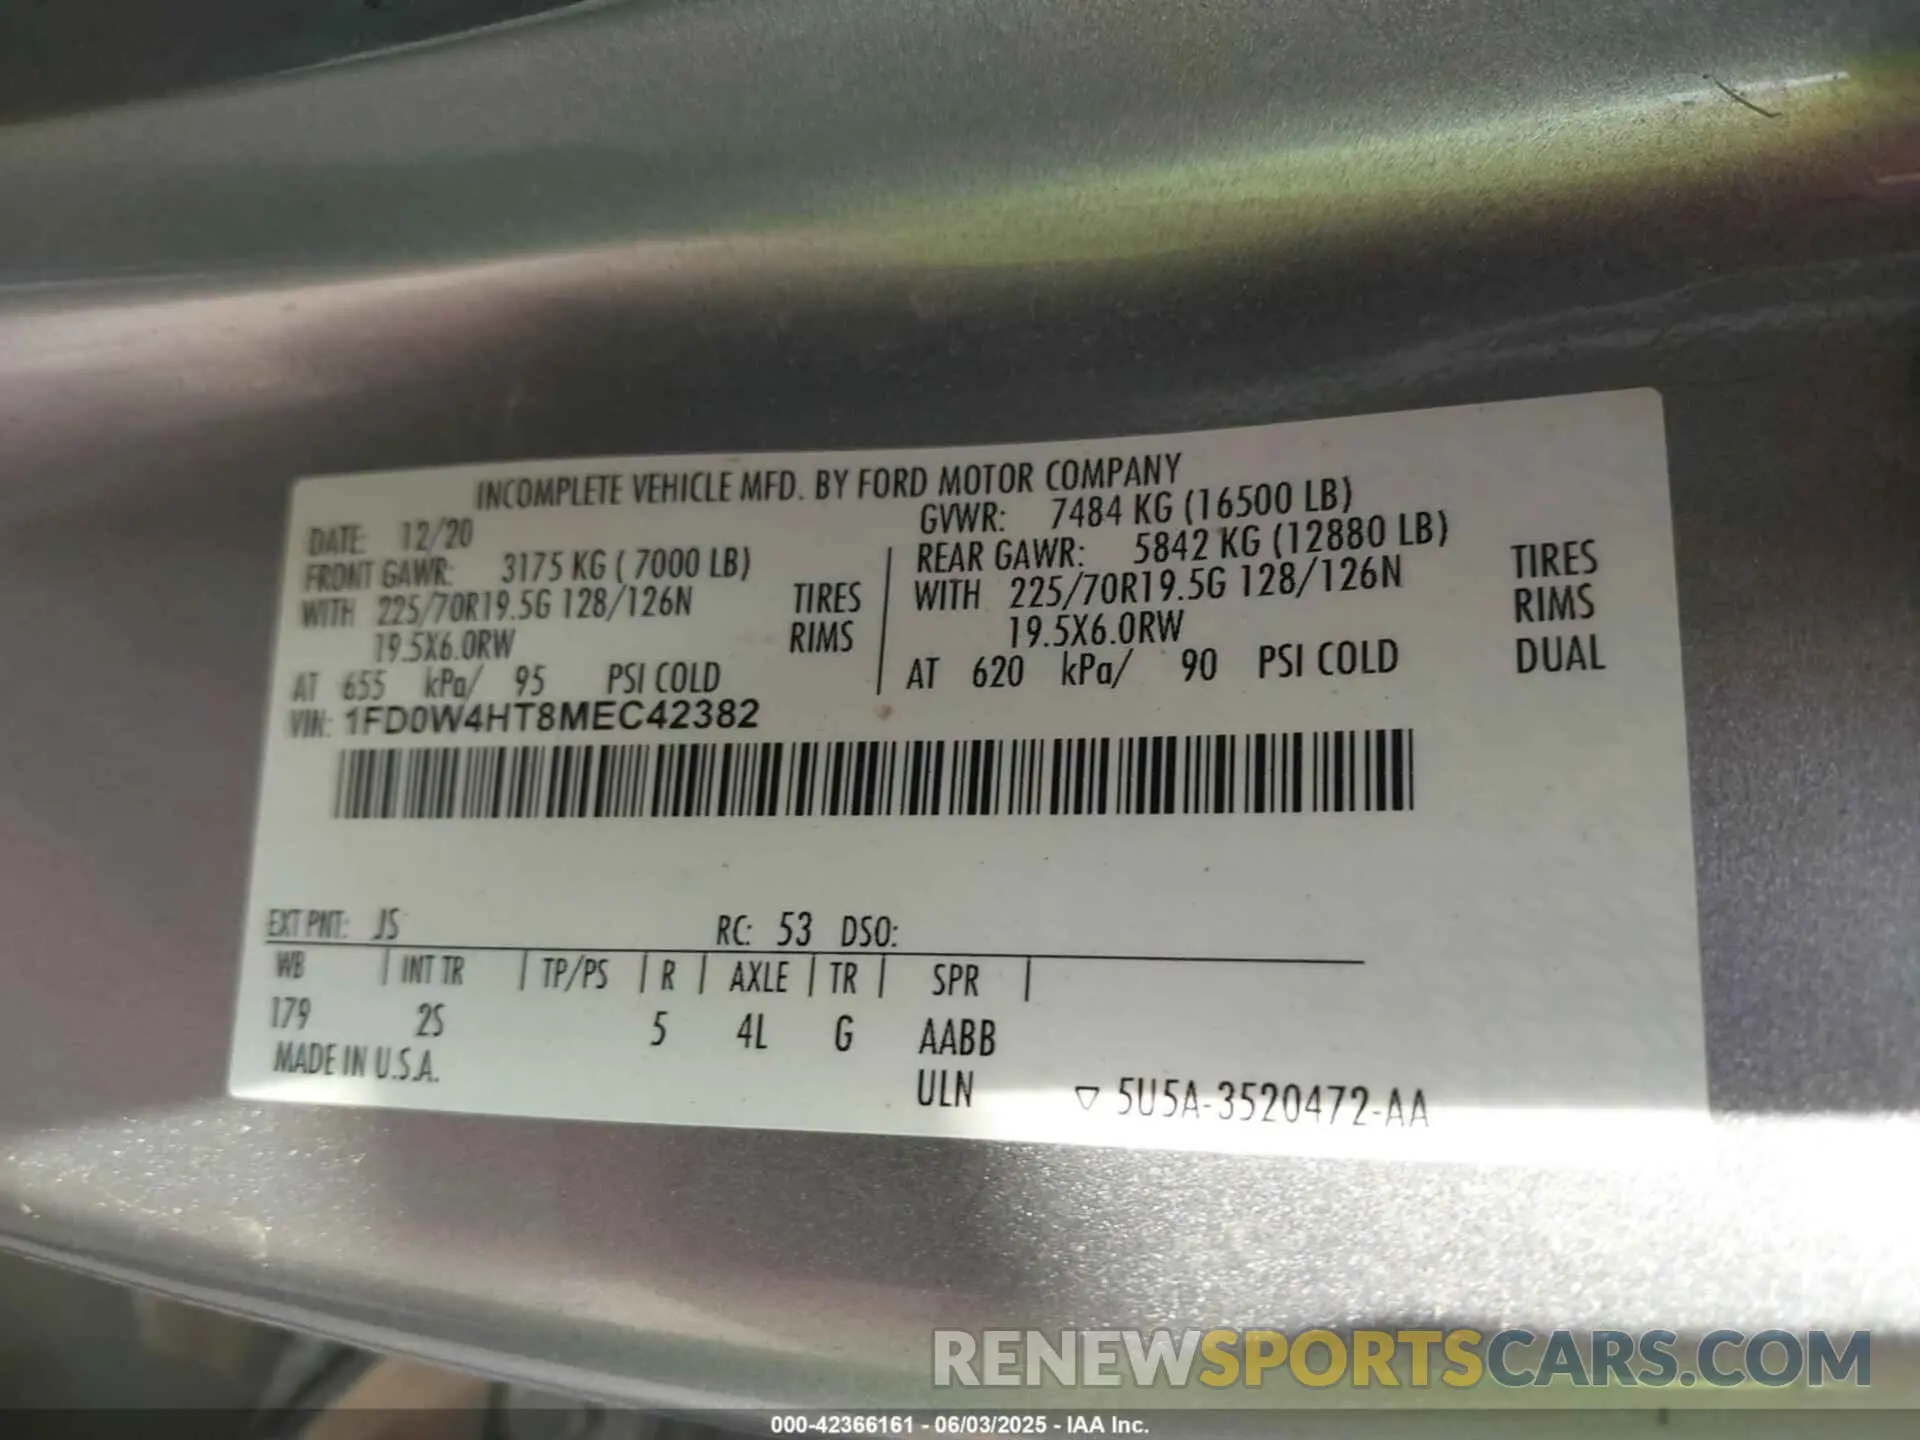 INCOMPLETE VEHICLE MFD. BY FORD MOTOR COMPANY
DATE: 12/20 GVWR: 7484 KG (16500 LB)
FRONT GAWR: 3175 KG ( 7000 LB) REAR GAWR: 5842 KG (12880 LB)
WITH 225/70R19.5G 128/126N TIRES WITH 225/70R19.5G 128/126N TIRES
19.5X6.0RW RIMS 19.5X6.0RW RIMS
AT 655 kPa/ 95 PSI COLD AT 620 kPa/ 90 PSI COLD DUAL
VIN: 1FD0W4HT8MEC42382
EXT PNT: JS RC: 53 DSO:
WB | INT TR | TP/PS | R | AXLE | TR | SPR |
179 2S 5 4L G AABB
MADE IN U.S.A. ULN ▽ 5U5A-3520472-AA
RENEWSPORTSCARS.COM
000-42366161 - 06/03/2025 - IAA Inc.